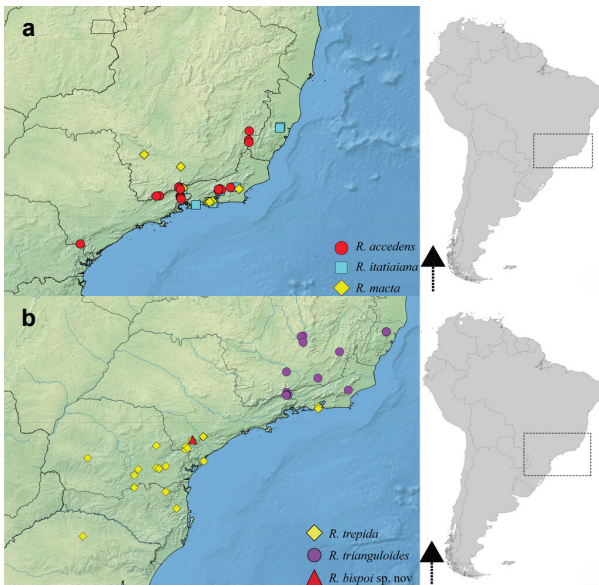 a
R. accedens
R. itatiaiana
R. macta
b
R. trepida
R. trianguloides
R. bispoi sp. nov